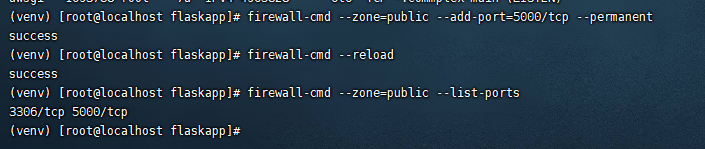 (venv) [root@localhost flaskapp]# firewall-cmd --zone=public --add-port=5000/tcp --permanent
success
(venv) [root@localhost flaskapp]# firewall-cmd --reload
success
(venv) [root@localhost flaskapp]# firewall-cmd --zone=public --list-ports
3306/tcp 5000/tcp
(venv) [root@localhost flaskapp]#